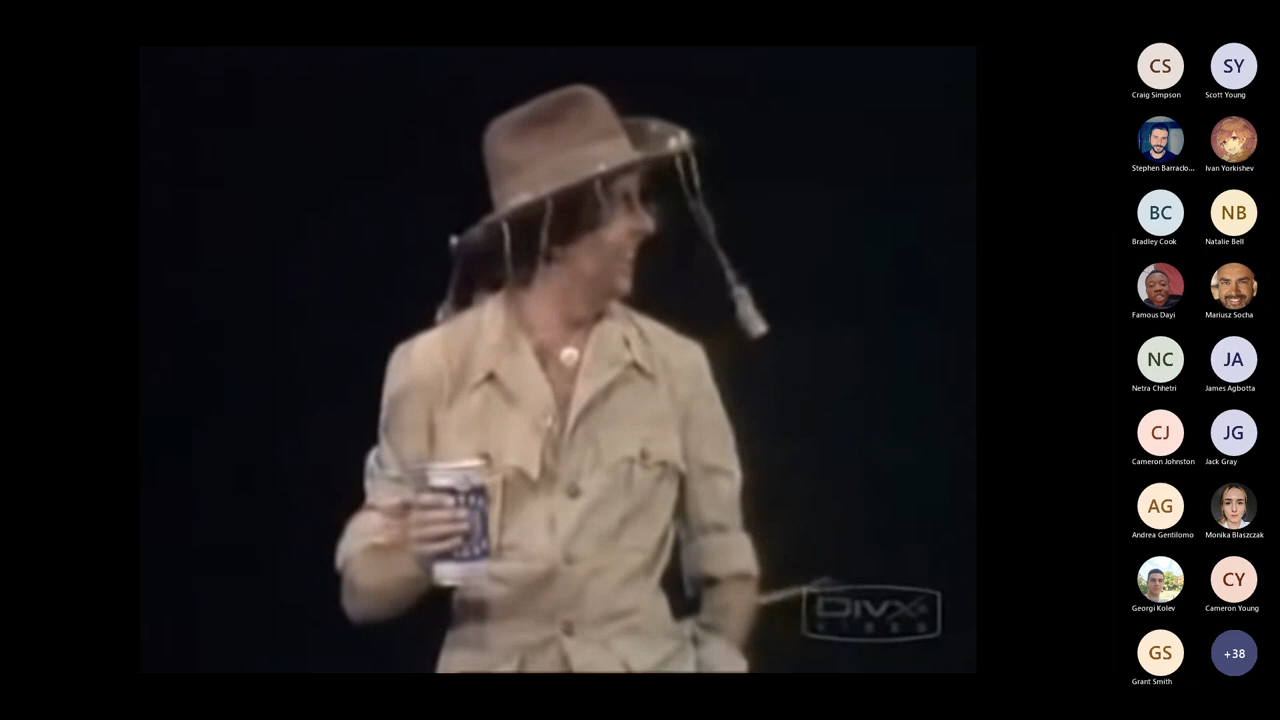 CS
SY
Craig Simpson
Scott Young
Stephen Barraclo...
Ivan Yorkishev
BC
NB
Bradley Cook
Natalie Bell
Famous Dayi
Mariusz Socha
NC
JA
Netra Chhetri
James Agbotta
CJ
JG
Cameron Johnston
Jack Gray
AG
Andrea Gentilomo
Monika Blaszczak
CY
Georgi Kolev
Cameron Young
GS
+38
Grant Smith
DIVX
VIDEO